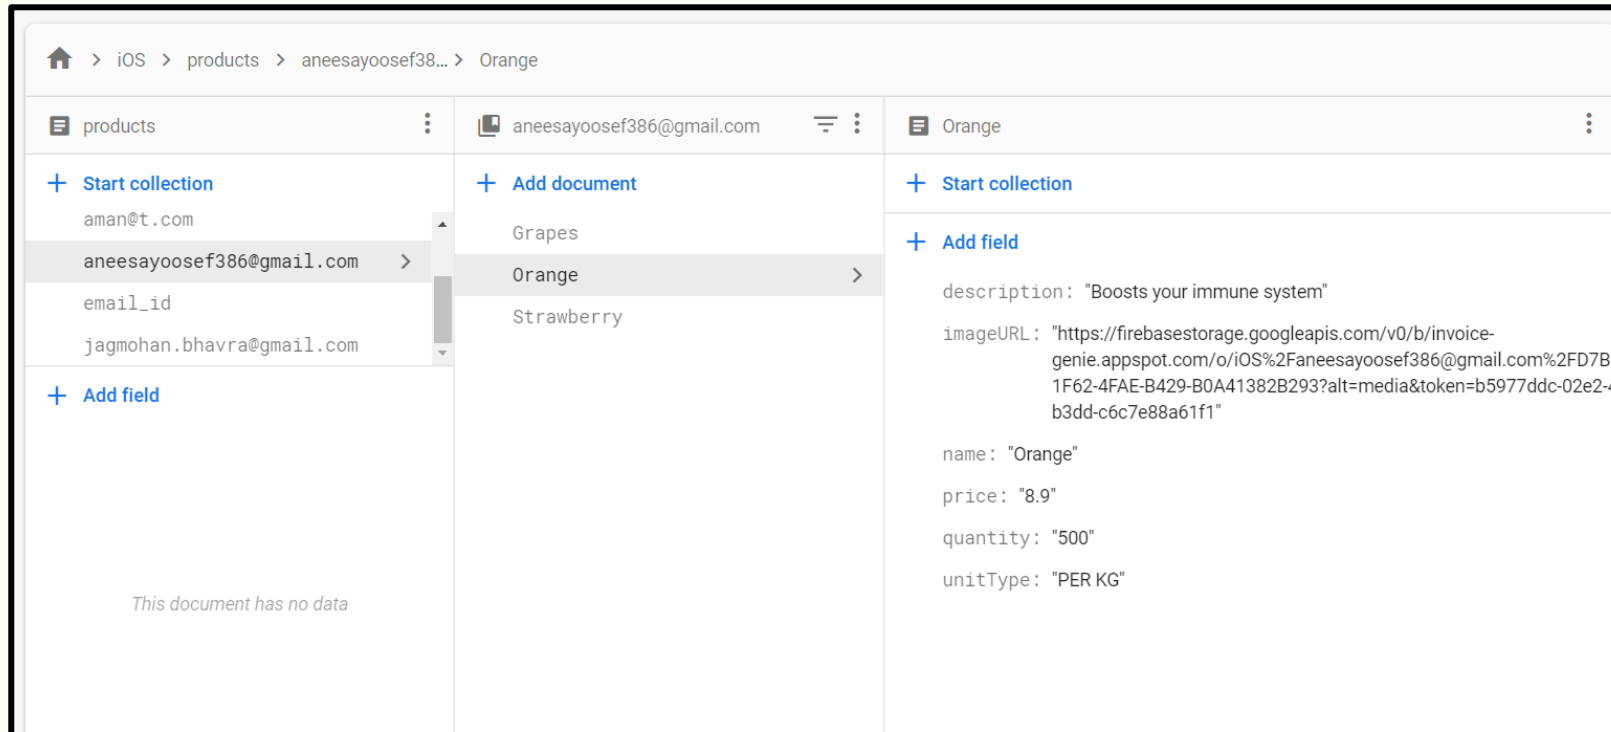 iOS products aneesayoosef38... Orange
products
Start collection
aman@t.com
aneesayoosef386@gmail.com
email_id
jagmohan.bhavra@gmail.com
Add field
This document has no data
aneesayoosef386@gmail.com
Add document
Grapes
Orange
Strawberry
Orange
Start collection
Add field
description: "Boosts your immune system"
imageURL: "https://firebasestorage.googleapis.com/v0/b/invoice-
genie.appspot.com/o/iOS%2Faneesayoosef386@gmail.com%2FD7B
1F62-4FAE-B429-B0A41382B293?alt=media&token=b5977ddc-02e2-4
b3dd-c6c7e88a61f1"
name: "Orange"
price: "8.9"
quantity: "500"
unitType: "PER KG"